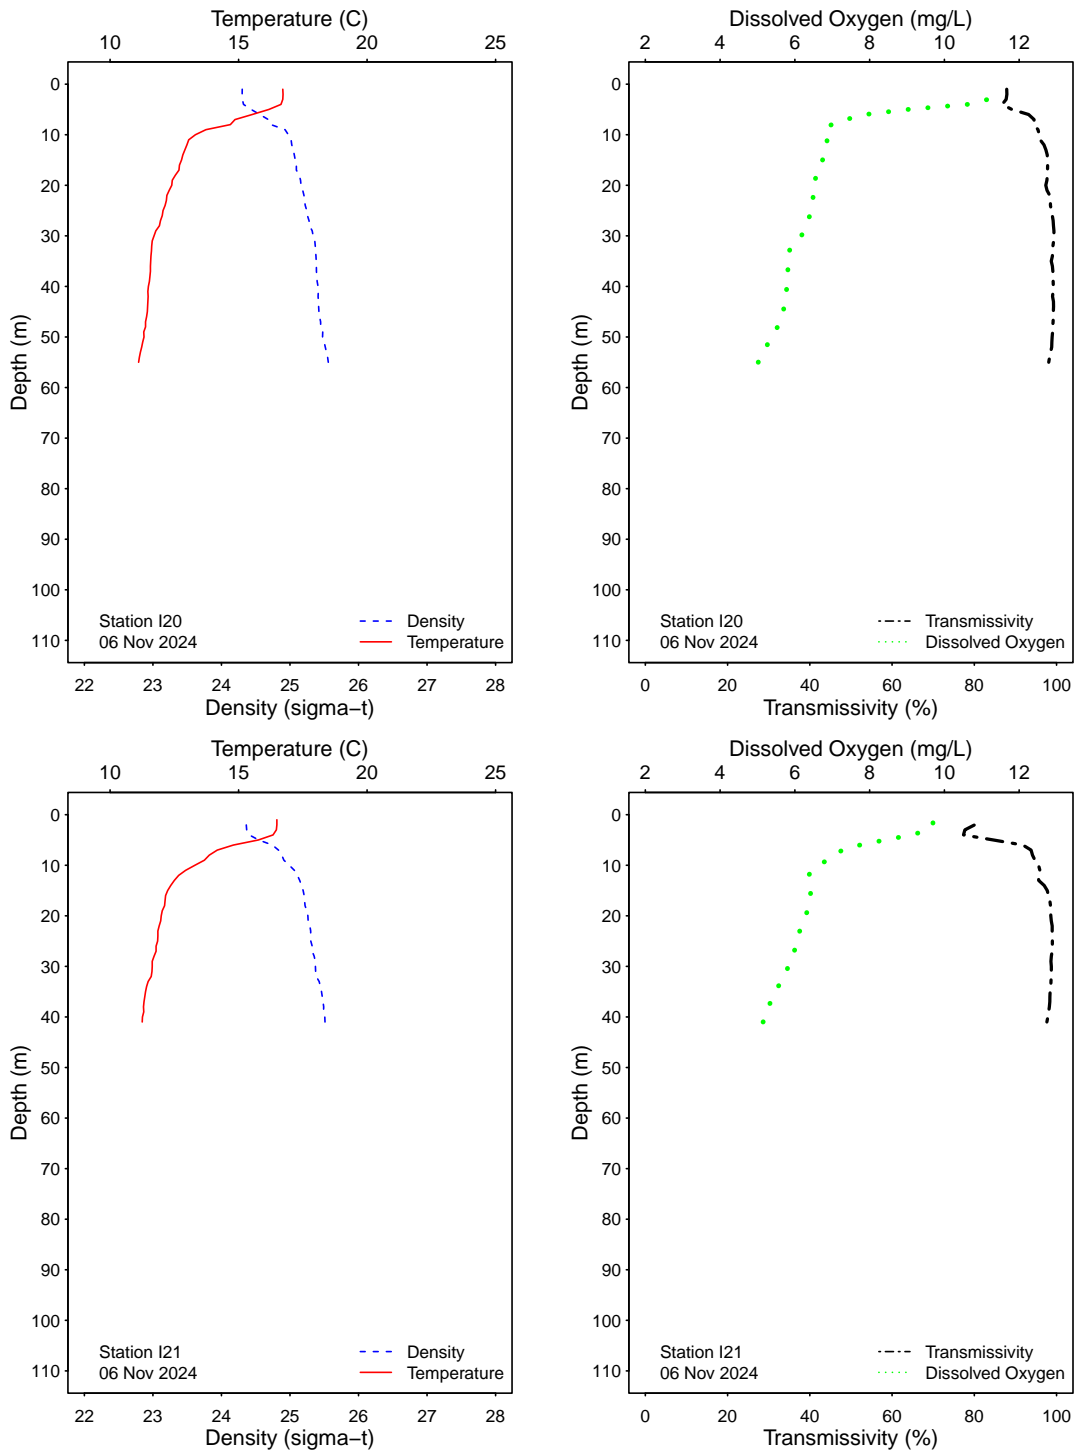 Temperature (C)
10 15 20 25
Depth (m)
0
10
20
30
40
50
60
70
80
90
100
110
Station I20
06 Nov 2024
Density
Temperature
22 23 24 25 26 27 28
Density (sigma−t)
Dissolved Oxygen (mg/L)
2 4 6 8 10 12
Depth (m)
0
10
20
30
40
50
60
70
80
90
100
110
Station I20
06 Nov 2024
Transmissivity
Dissolved Oxygen
0 20 40 60 80 100
Transmissivity (%)
Temperature (C)
10 15 20 25
Depth (m)
0
10
20
30
40
50
60
70
80
90
100
110
Station I21
06 Nov 2024
Density
Temperature
22 23 24 25 26 27 28
Density (sigma−t)
Dissolved Oxygen (mg/L)
2 4 6 8 10 12
Depth (m)
0
10
20
30
40
50
60
70
80
90
100
110
Station I21
06 Nov 2024
Transmissivity
Dissolved Oxygen
0 20 40 60 80 100
Transmissivity (%)